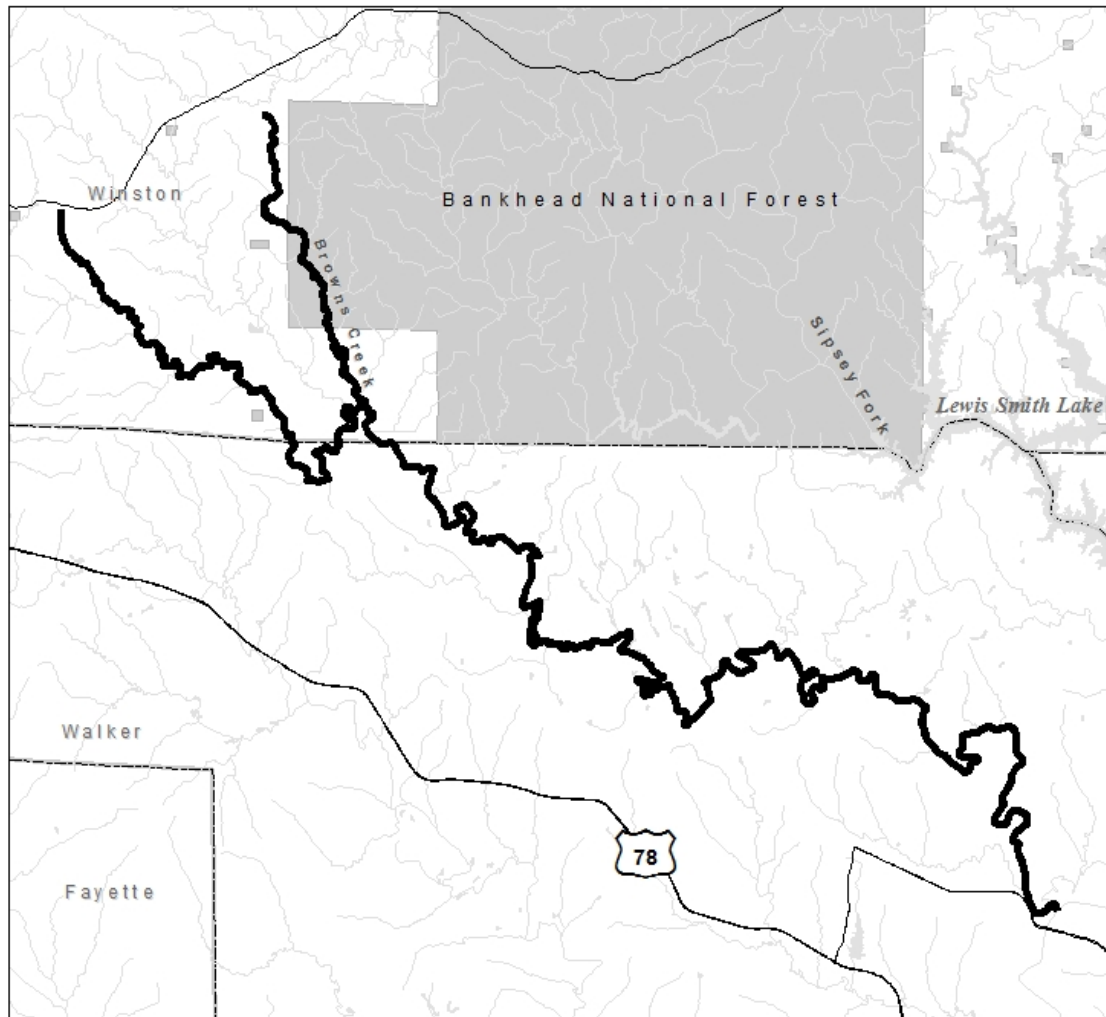 Winston
Bankhead National Forest
Browns Creek
Sipsey Fork
Lewis Smith Lake
Walker
78
Fayette